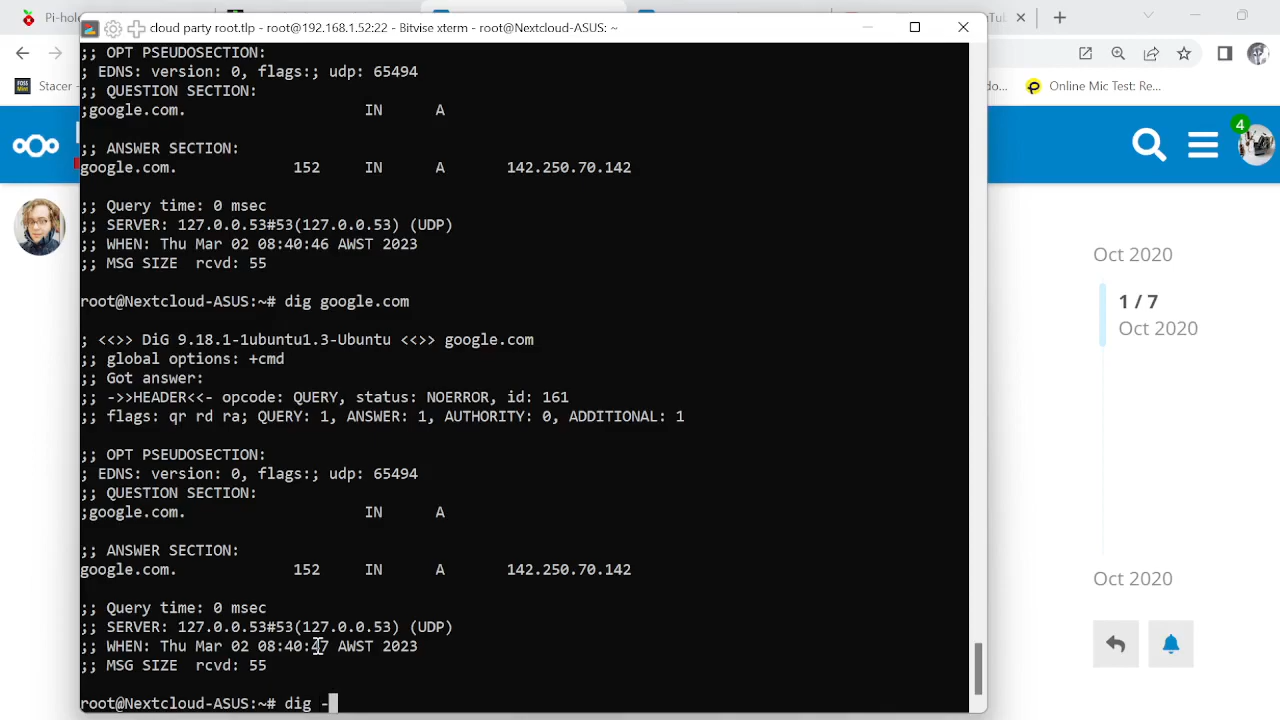 Pi-hole
cloud party root.tlp - root@192.168.1.52:22 - Bitvise xterm - root@Nextcloud-ASUS: ~
Stacer
Online Mic Test: Re...
;; OPT PSEUDOSECTION:
; EDNS: version: 0, flags:; udp: 65494
;; QUESTION SECTION:
;google.com. IN A
;; ANSWER SECTION:
google.com. 152 IN A 142.250.70.142
;; Query time: 0 msec
;; SERVER: 127.0.0.53#53(127.0.0.53) (UDP)
;; WHEN: Thu Mar 02 08:40:46 AWST 2023
;; MSG SIZE rcvd: 55
root@Nextcloud-ASUS:~# dig google.com
; <<>> DiG 9.18.1-1ubuntu1.3-Ubuntu <<>> google.com
;; global options: +cmd
;; Got answer:
;; ->>HEADER<<- opcode: QUERY, status: NOERROR, id: 161
;; flags: qr rd ra; QUERY: 1, ANSWER: 1, AUTHORITY: 0, ADDITIONAL: 1
;; OPT PSEUDOSECTION:
; EDNS: version: 0, flags:; udp: 65494
;; QUESTION SECTION:
;google.com. IN A
;; ANSWER SECTION:
google.com. 152 IN A 142.250.70.142
;; Query time: 0 msec
;; SERVER: 127.0.0.53#53(127.0.0.53) (UDP)
;; WHEN: Thu Mar 02 08:40:47 AWST 2023
;; MSG SIZE rcvd: 55
root@Nextcloud-ASUS:~# dig -
4
Oct 2020
1 / 7
Oct 2020
Oct 2020